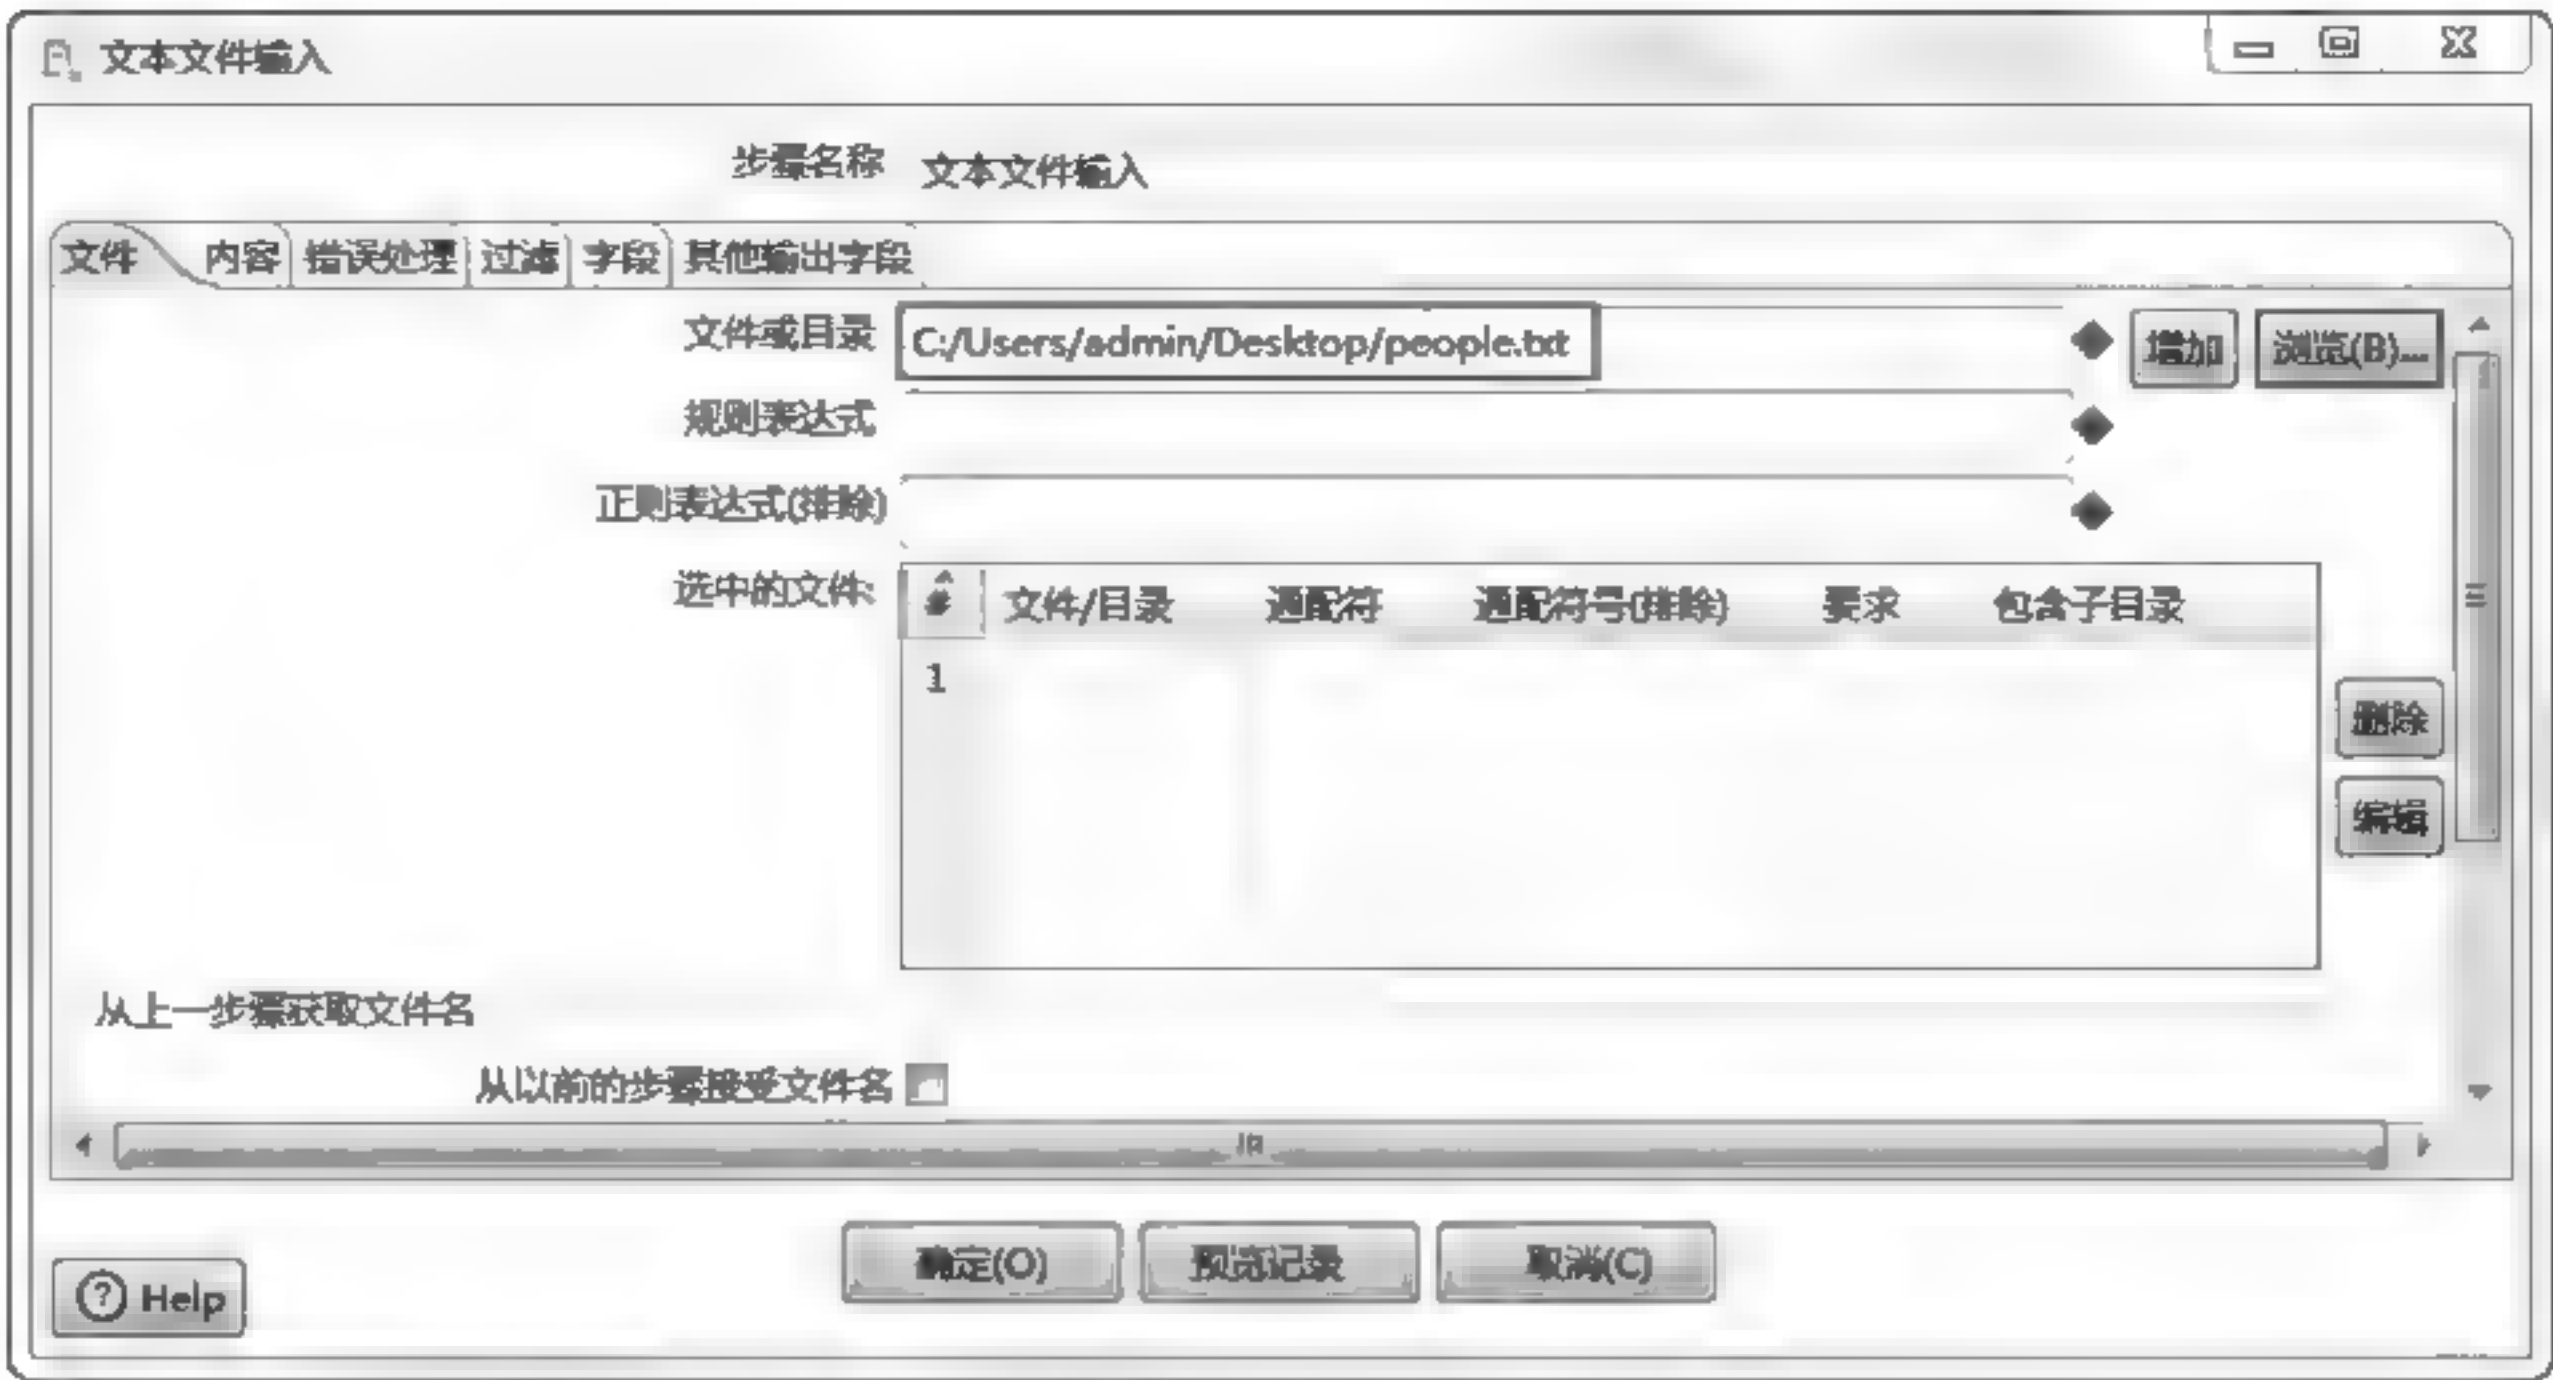 文本文件输入
步骤名称 文本文件输入
文件 内容 错误处理 过滤 字段 其他输出字段
文件或目录 C:/Users/admin/Desktop/people.txt 增加 浏览(B)...
规则表达式
正则表达式(排除)
选中的文件: # 文件/目录 通配符 通配符号(排除) 要求 包含子目录
1
删除
编辑
从上一步骤获取文件名
从以前的步骤接受文件名
确定(O) 预览记录 取消(C)
Help